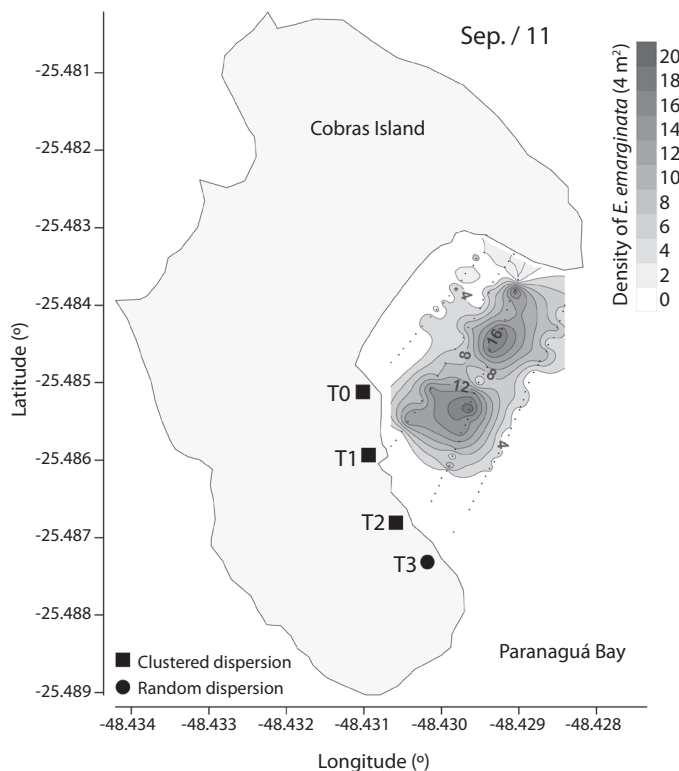 Sep. / 11
Cobras Island
Density of E. emarginata (4 m²)
20
18
16
14
12
10
8
6
4
2
0
Latitude (º)
-25.481
-25.482
-25.483
-25.484
-25.485
-25.486
-25.487
-25.488
-25.489
4
16
8
8
12
4
T0
T1
T2
T3
Clustered dispersion
Random dispersion
Paranaguá Bay
-48.434
-48.433
-48.432
-48.431
-48.430
-48.429
-48.428
Longitude (º)